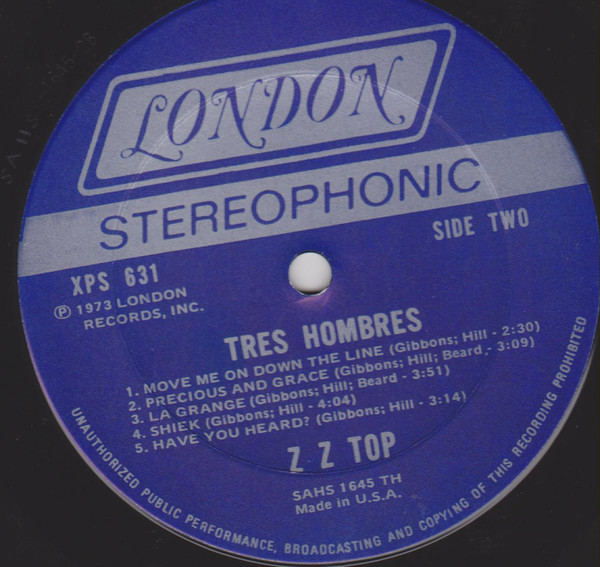 LONDON
STEREOPHONIC
SIDE TWO
XPS 631
Ⓟ 1973 LONDON
RECORDS, INC.
TRES HOMBRES
1. MOVE ME ON DOWN THE LINE (Gibbons; Hill - 2:30)
2. PRECIOUS AND GRACE (Gibbons; Hill; Beard - 3:09)
3. LA GRANGE (Gibbons; Hill; Beard - 3:51)
4. SHIEK (Gibbons; Hill - 4:04)
5. HAVE YOU HEARD? (Gibbons; Hill - 3:14)
Z Z TOP
SAHS 1645 TH
Made in U.S.A.
UNAUTHORIZED PUBLIC PERFORMANCE, BROADCASTING AND COPYING OF THIS RECORDING PROHIBITED